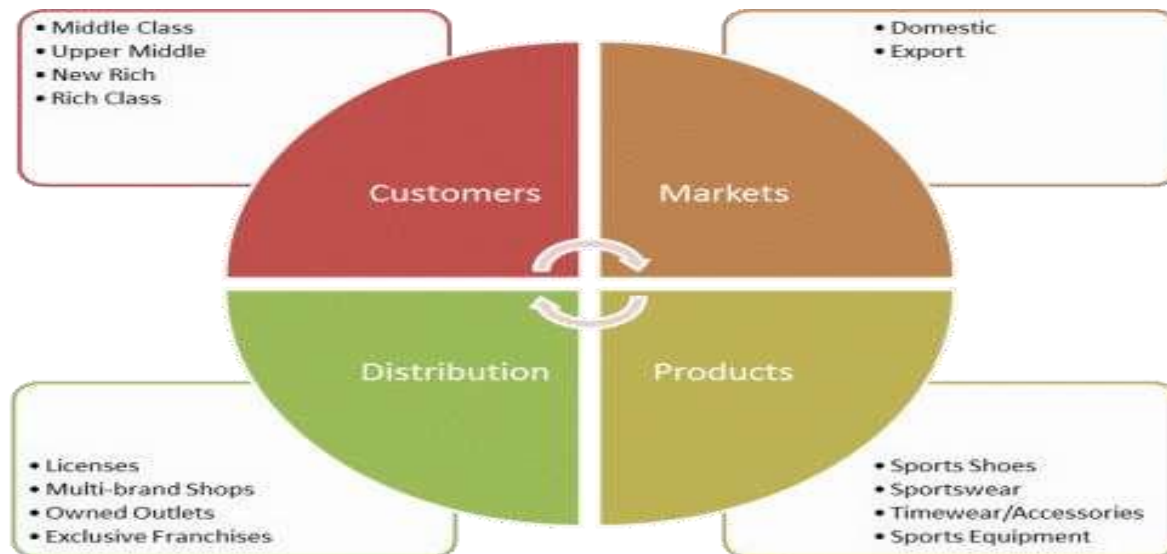 • Middle Class
• Upper Middle
• New Rich
• Rich Class
• Domestic
• Export
Customers
Markets
Distribution
Products
• Licenses
• Multi-brand Shops
• Owned Outlets
• Exclusive Franchises
• Sports Shoes
• Sportswear
• Timewear/Accessories
• Sports Equipment